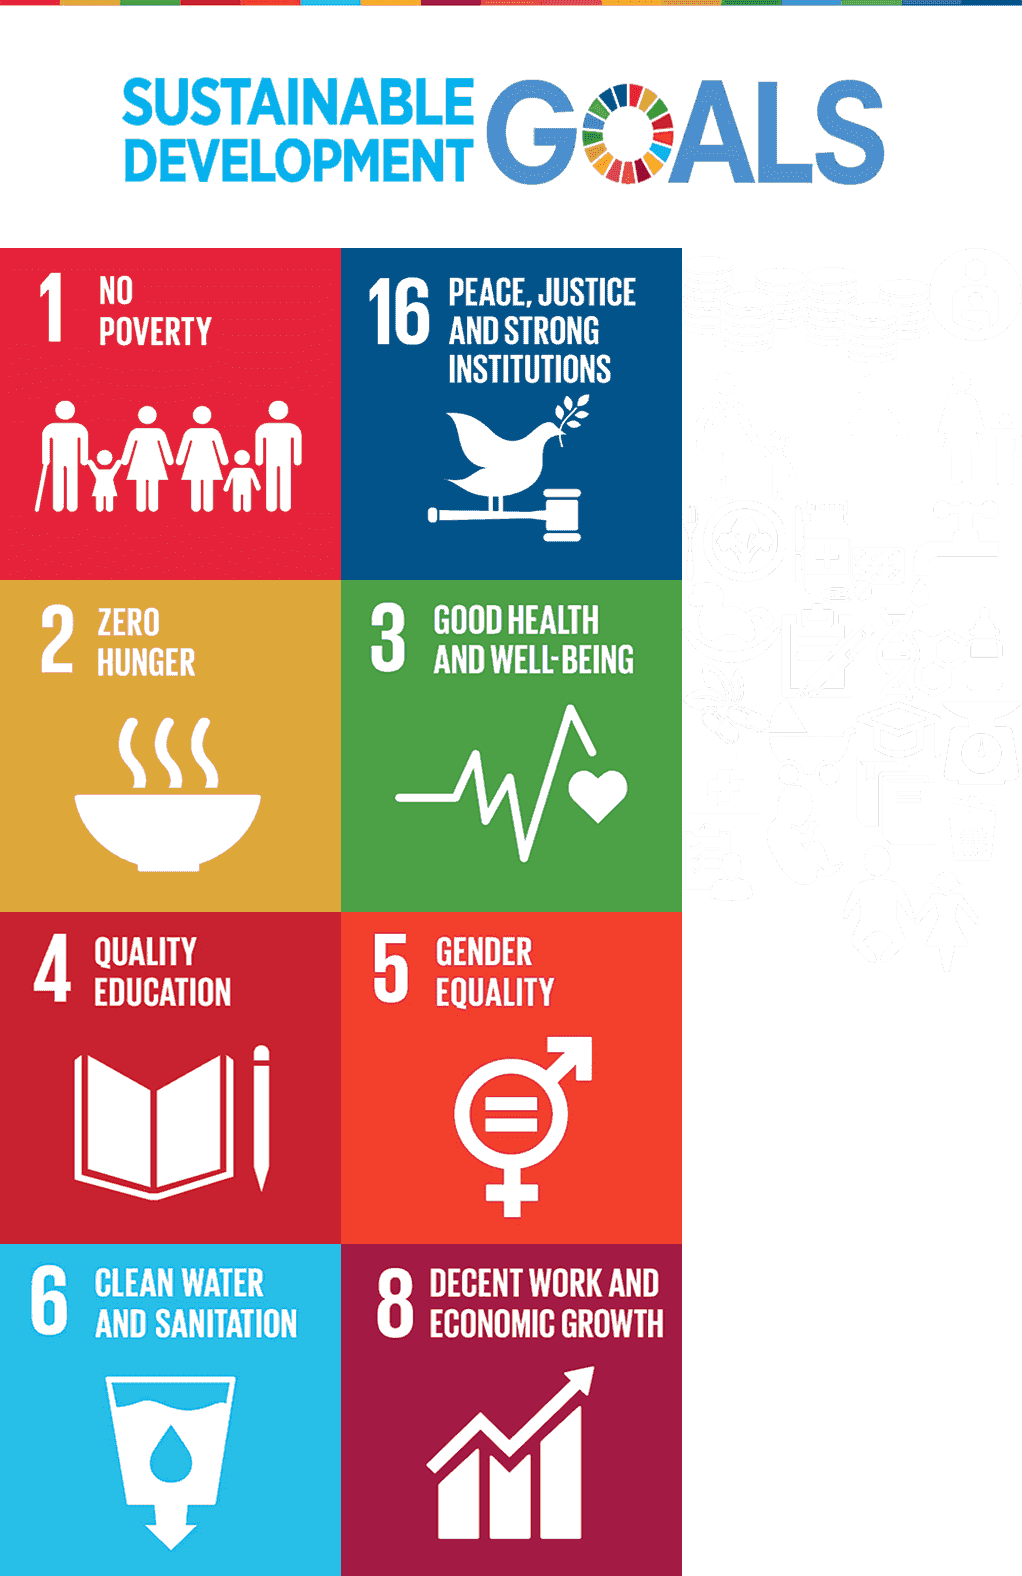 SUSTAINABLE
DEVELOPMENT
GOALS
1 NO
POVERTY
16 PEACE, JUSTICE
AND STRONG
INSTITUTIONS
2 ZERO
HUNGER
3 GOOD HEALTH
AND WELL-BEING
4 QUALITY
EDUCATION
5 GENDER
EQUALITY
6 CLEAN WATER
AND SANITATION
8 DECENT WORK AND
ECONOMIC GROWTH